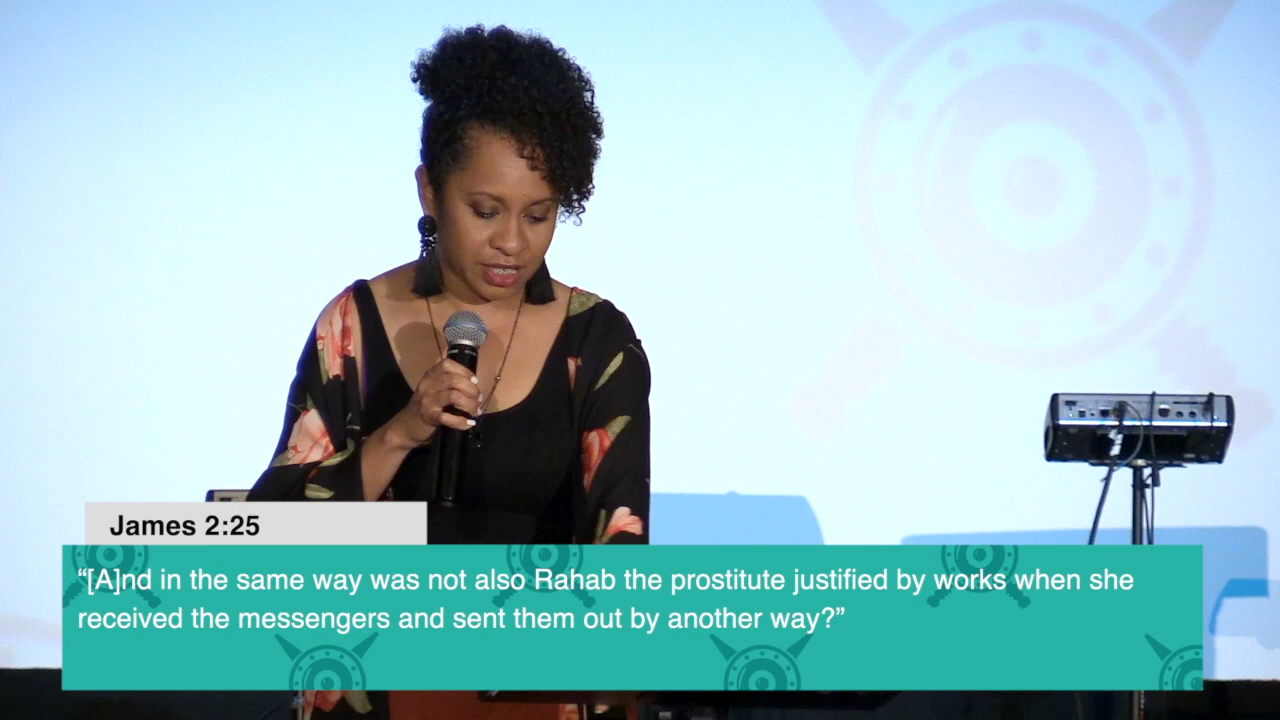 James 2:25
“[A]nd in the same way was not also Rahab the prostitute justified by works when she
received the messengers and sent them out by another way?”